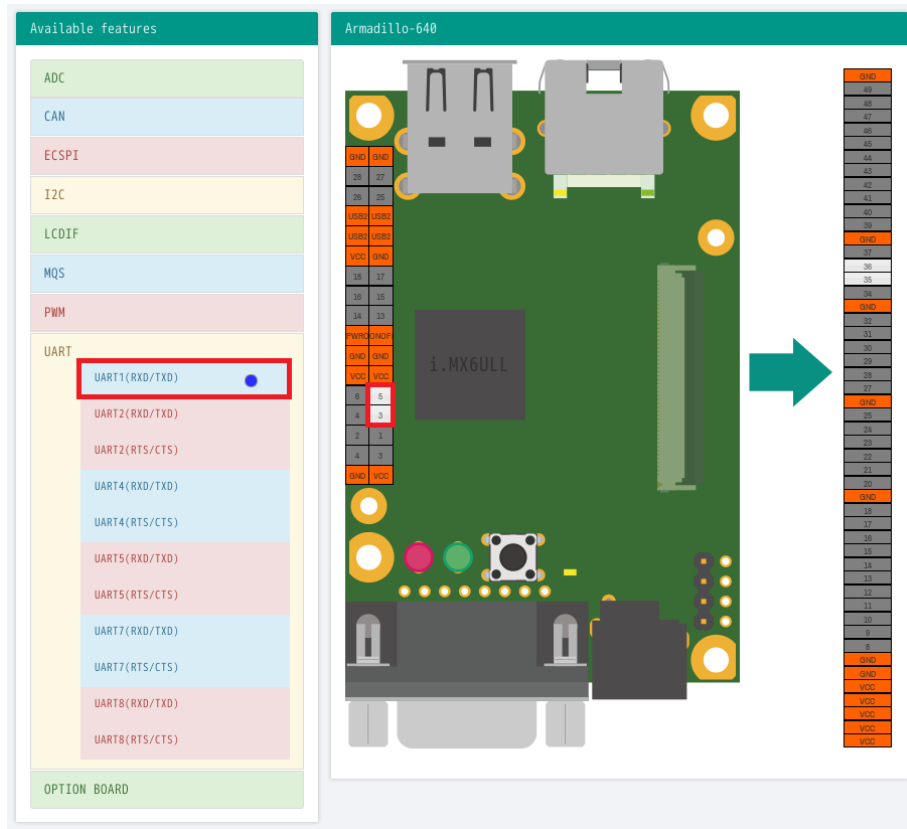 Available features
ADC
CAN
ECSPI
I2C
LCDIF
MQS
PWM
UART
UART1(RXD/TXD)
UART2(RXD/TXD)
UART2(RTS/CTS)
UART4(RXD/TXD)
UART4(RTS/CTS)
UART5(RXD/TXD)
UART5(RTS/CTS)
UART7(RXD/TXD)
UART7(RTS/CTS)
UART8(RXD/TXD)
UART8(RTS/CTS)
OPTION BOARD
Armadillo-640
GND GND
28 27
26 25
USB2 USB2
USB2 USB2
VCC GND
18 17
16 15
14 13
PWRO ONOF
GND GND
VCC VCC
6 5
4 3
2 1
4 3
GND VCC
i.MX6ULL
GND
49
48
47
46
45
44
43
42
41
40
39
GND
37
36
35
34
GND
32
31
30
29
28
27
GND
25
24
23
22
21
20
GND
18
17
16
15
14
13
12
11
10
9
8
GND
GND
VCC
VCC
VCC
VCC
VCC